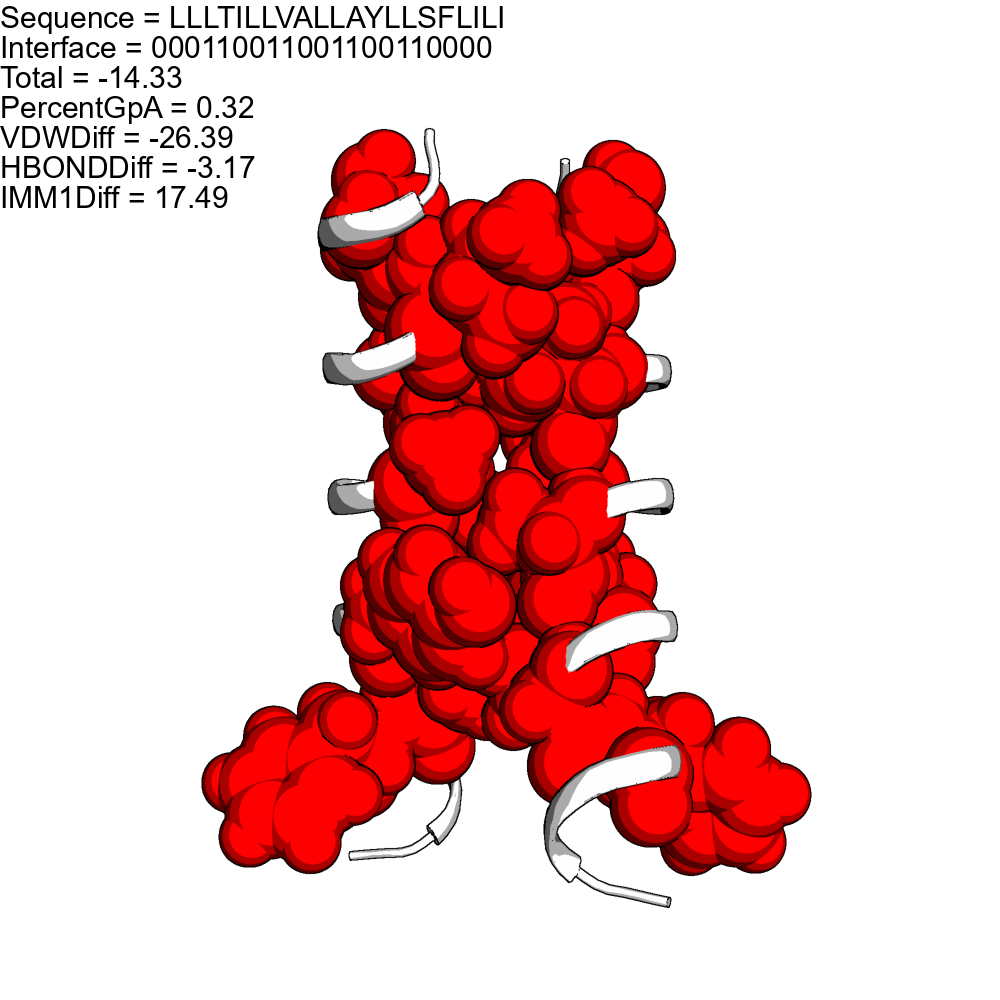 Sequence = LLLTILLVALLAYLLSFLILI
Interface = 000110011001100110000
Total = -14.33
PercentGpA = 0.32
VDWDiff = -26.39
HBONDDiff = -3.17
IMM1Diff = 17.49